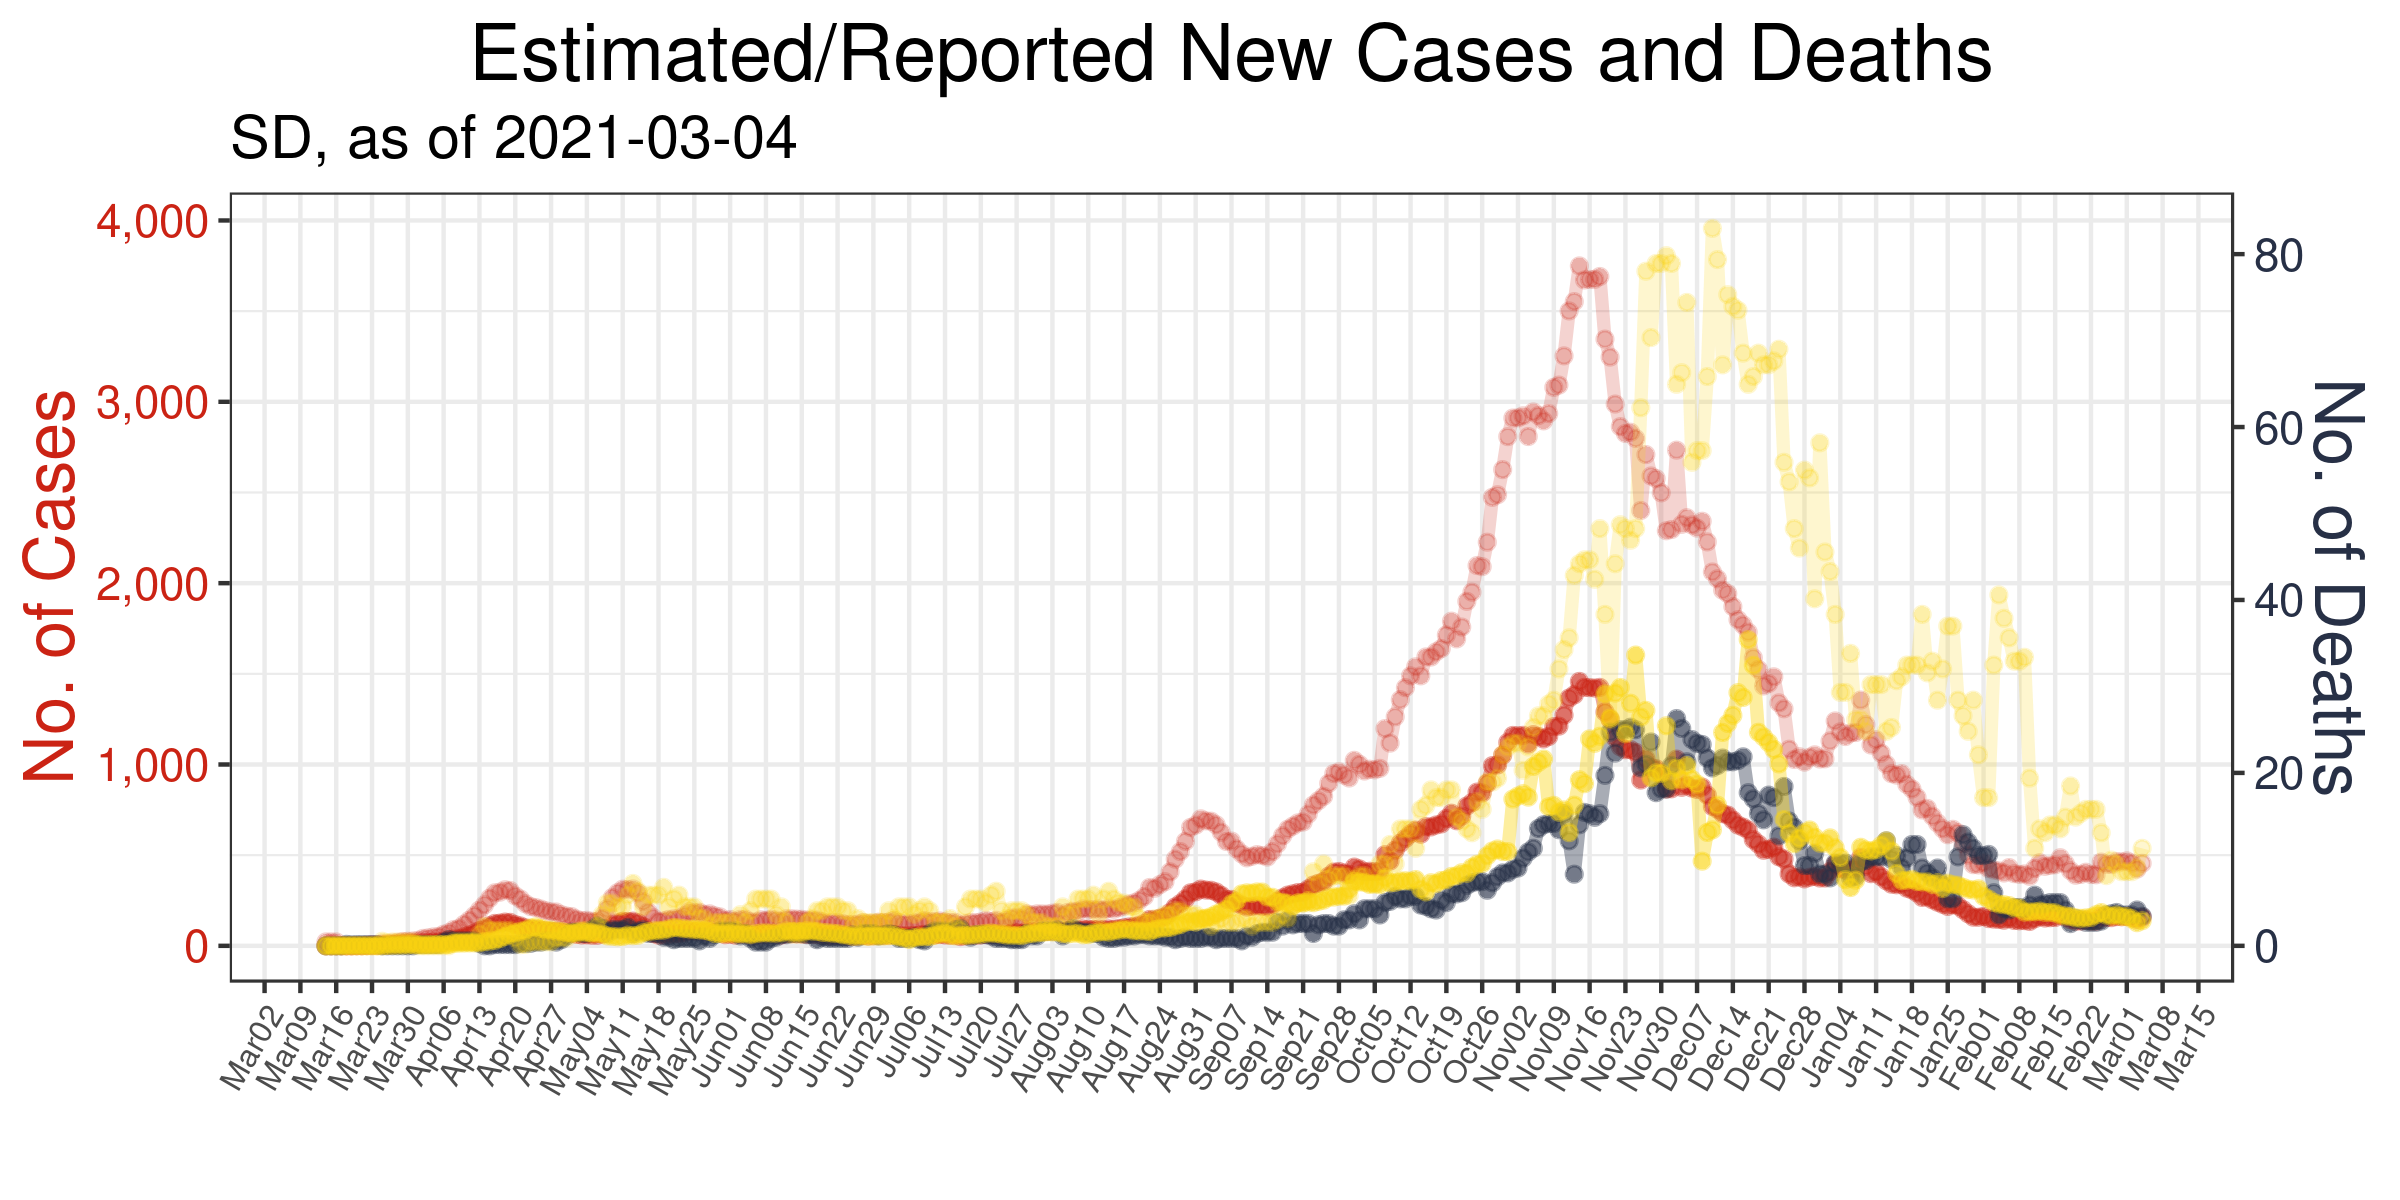 Estimated/Reported New Cases and Deaths
SD, as of 2021-03-04
No. of Cases
4,000
3,000
2,000
1,000
0
80
60
40
20
0
No. of Deaths
Mar02
Mar09
Mar16
Mar23
Mar30
Apr06
Apr13
Apr20
Apr27
May04
May11
May18
May25
Jun01
Jun08
Jun15
Jun22
Jun29
Jul06
Jul13
Jul20
Jul27
Aug03
Aug10
Aug17
Aug24
Aug31
Sep07
Sep14
Sep21
Sep28
Oct05
Oct12
Oct19
Oct26
Nov02
Nov09
Nov16
Nov23
Nov30
Dec07
Dec14
Dec21
Dec28
Jan04
Jan11
Jan18
Jan25
Feb01
Feb08
Feb15
Feb22
Mar01
Mar08
Mar15